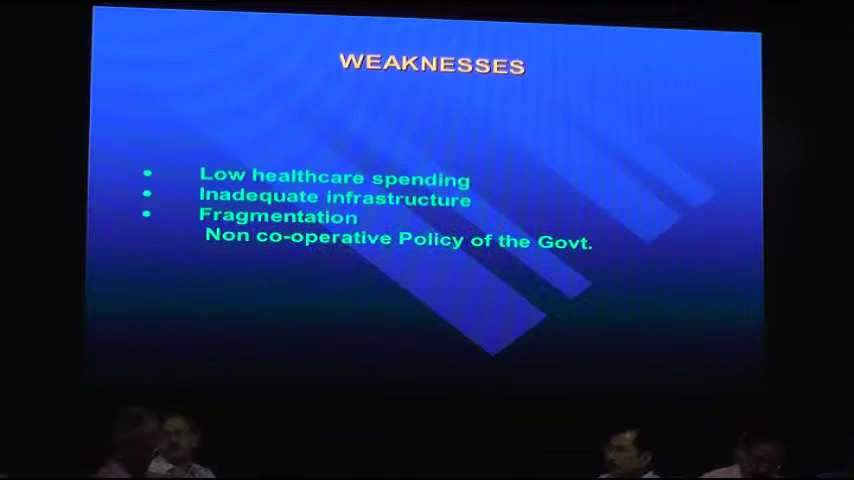 WEAKNESSES
• Low healthcare spending
• Inadequate infrastructure
• Fragmentation
Non co-operative Policy of the Govt.